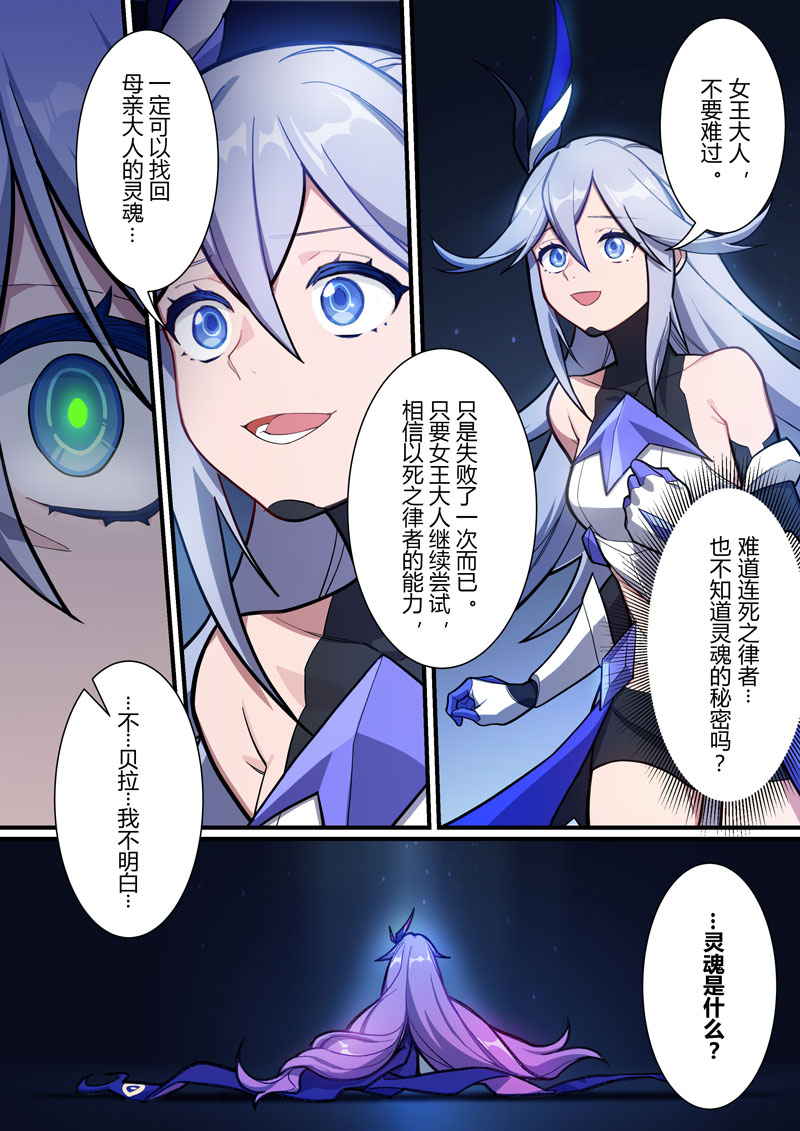 女王大人，
不要难过。
只是失败了一次而已。
只要女王大人继续尝试，
相信以死之律者的能力，
一定可以找回
母亲大人的灵魂…
难道连死之律者…
也不知道灵魂的秘密吗？
…不…贝拉…我不明白…
…灵魂是什么？